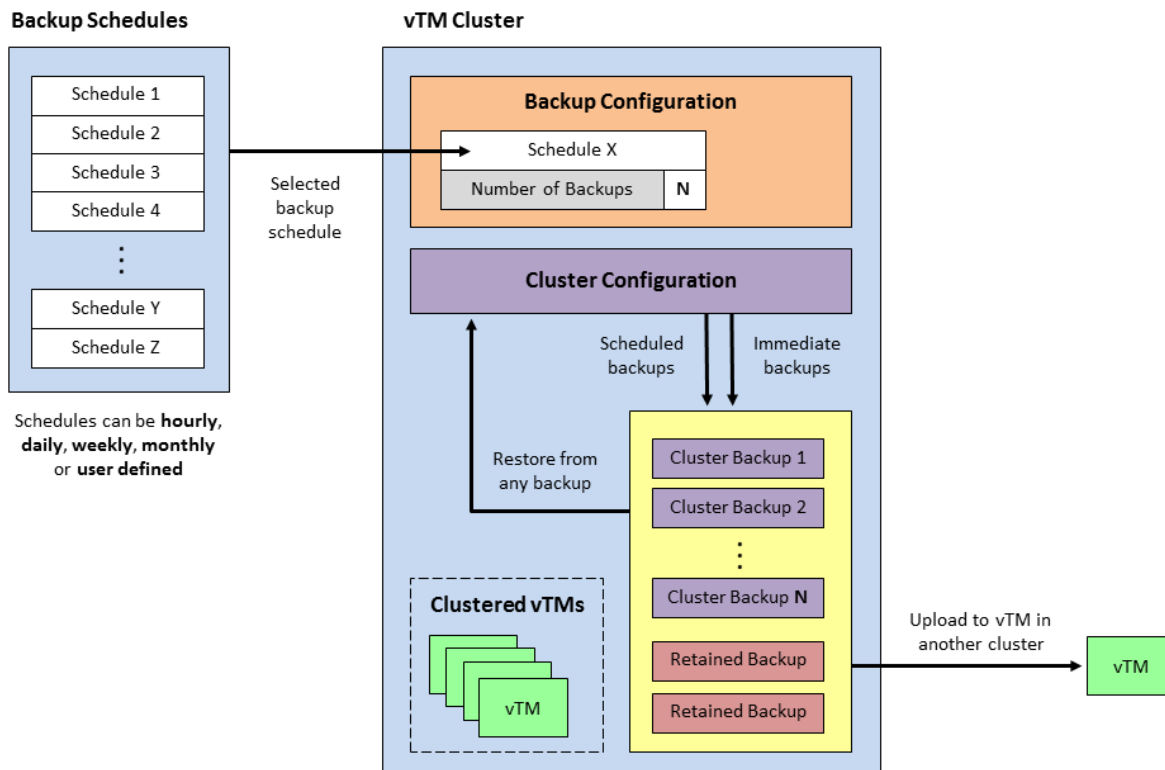 Backup Schedules
Schedule 1
Schedule 2
Schedule 3
Schedule 4
Schedule Y
Schedule Z
Schedules can be hourly,
daily, weekly, monthly
or user defined
Selected
backup
schedule
vTM Cluster
Backup Configuration
Schedule X
Number of Backups N
Cluster Configuration
Scheduled
backups
Immediate
backups
Restore from
any backup
Cluster Backup 1
Cluster Backup 2
Cluster Backup N
Retained Backup
Retained Backup
Clustered vTMs
vTM
Upload to vTM in
another cluster
vTM